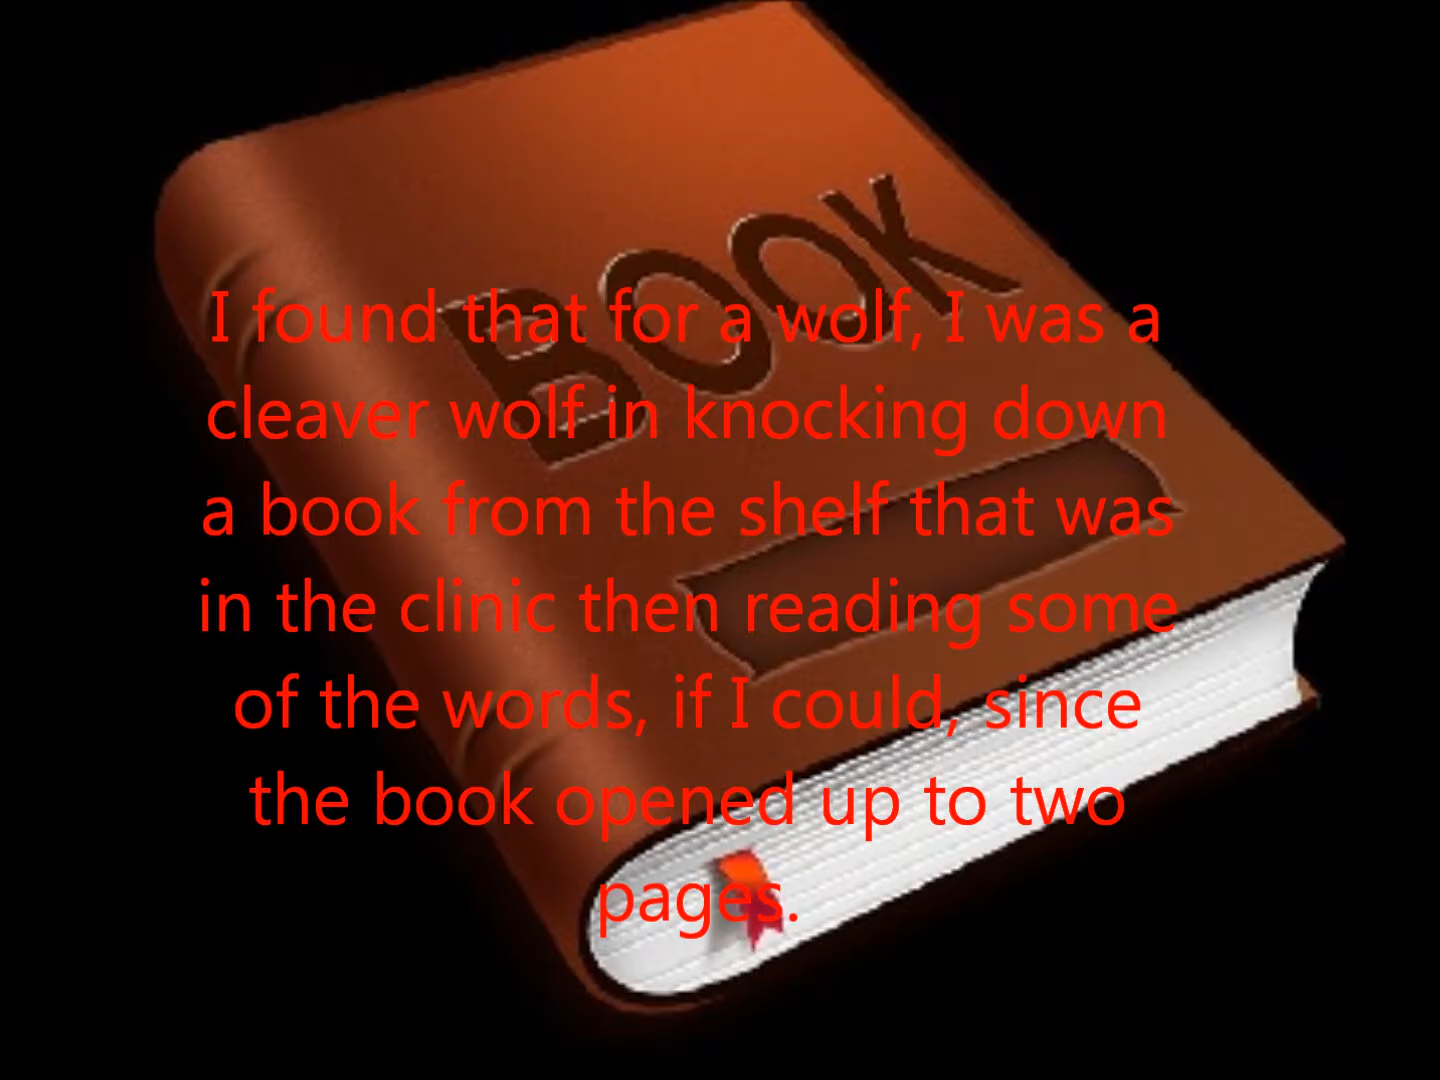 BOOK
I found that for a wolf, I was a
cleaver wolf in knocking down
a book from the shelf that was
in the clinic then reading some
of the words, if I could, since
the book opened up to two
pages.